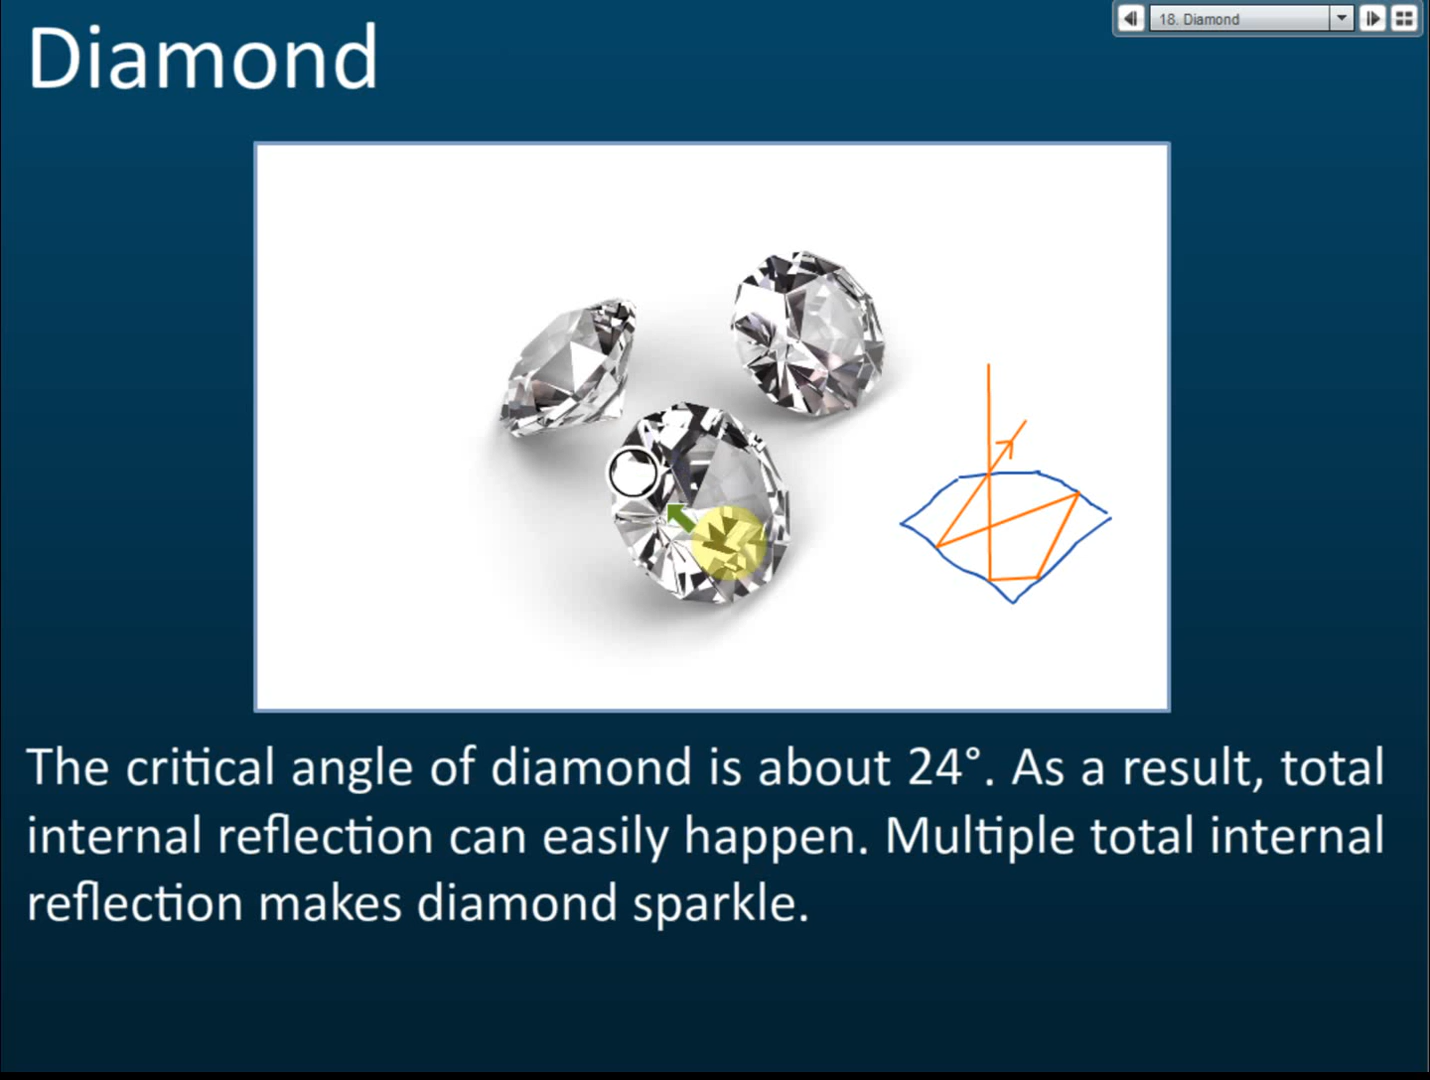 18. Diamond
Diamond
The critical angle of diamond is about 24°. As a result, total
internal reflection can easily happen. Multiple total internal
reflection makes diamond sparkle.